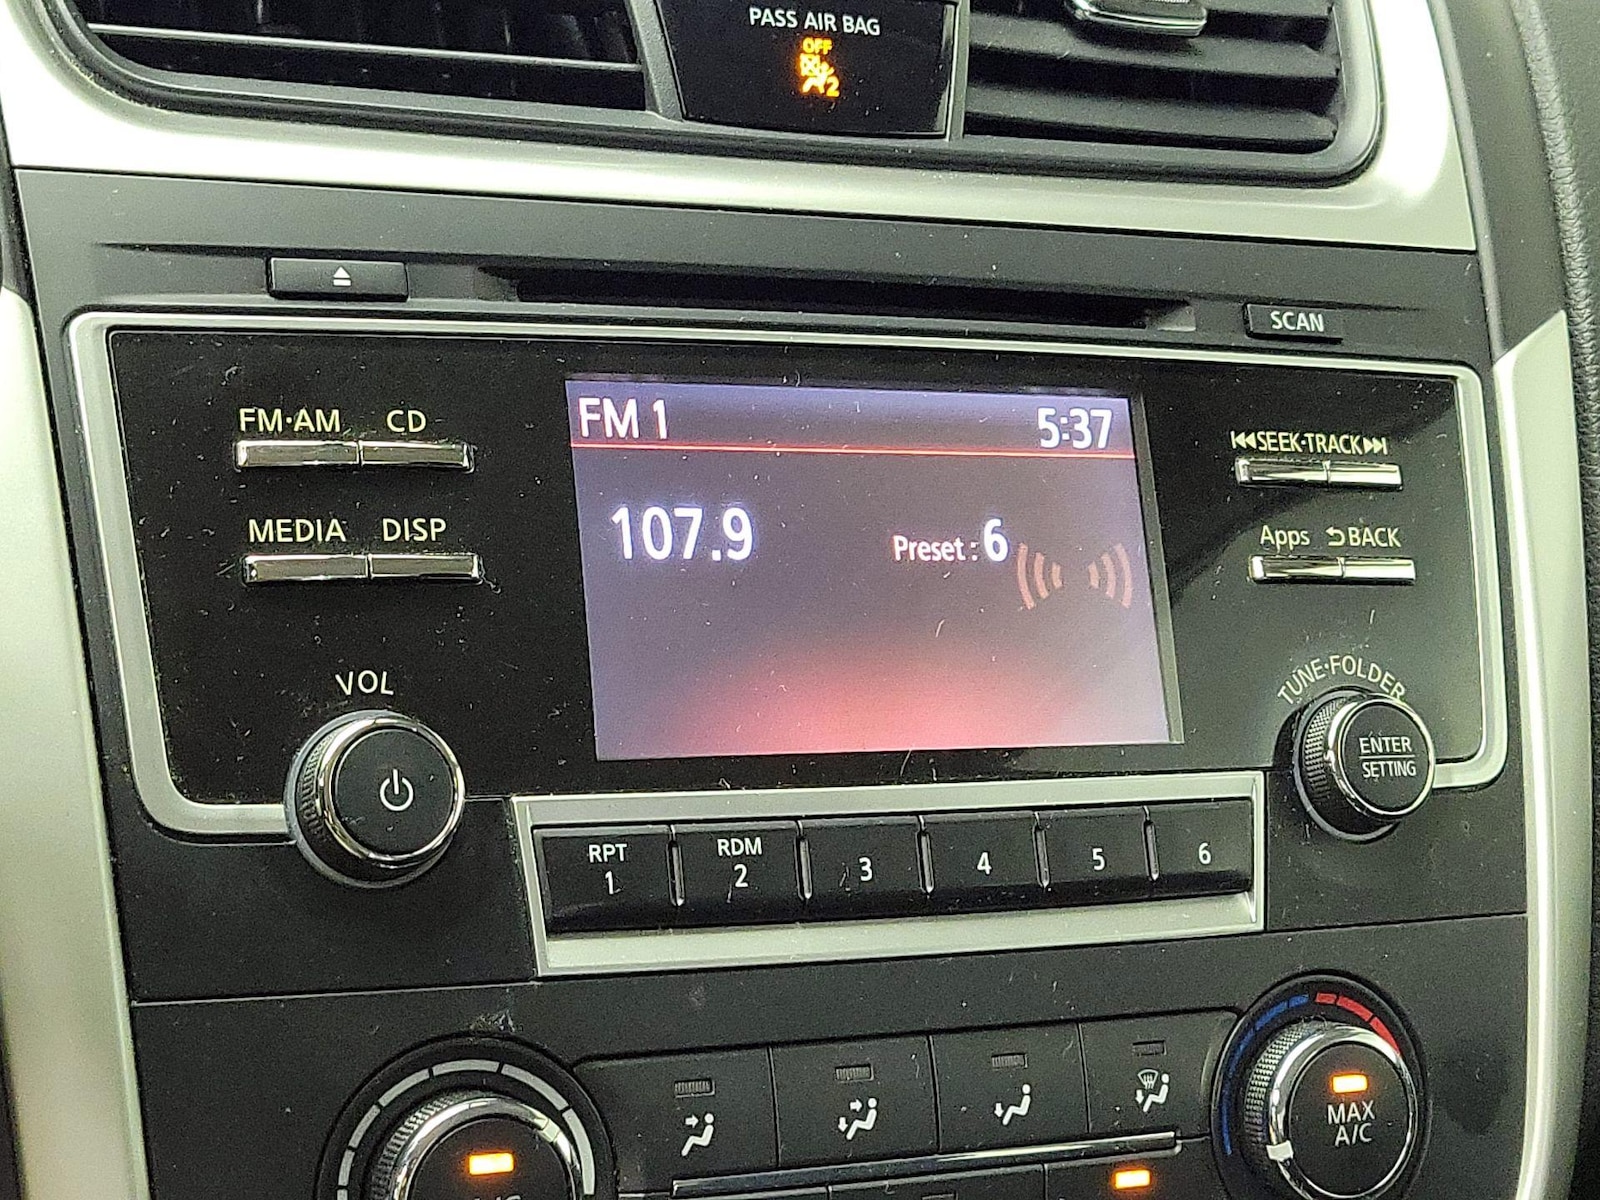 PASS AIR BAG
OFF
2
SCAN
FM·AM CD
MEDIA DISP
VOL
FM 1 5:37
107.9 Preset : 6
SEEK·TRACK
Apps BACK
TUNE·FOLDER
ENTER
SETTING
RPT
1
RDM
2
3
4
5
6
MAX
A/C